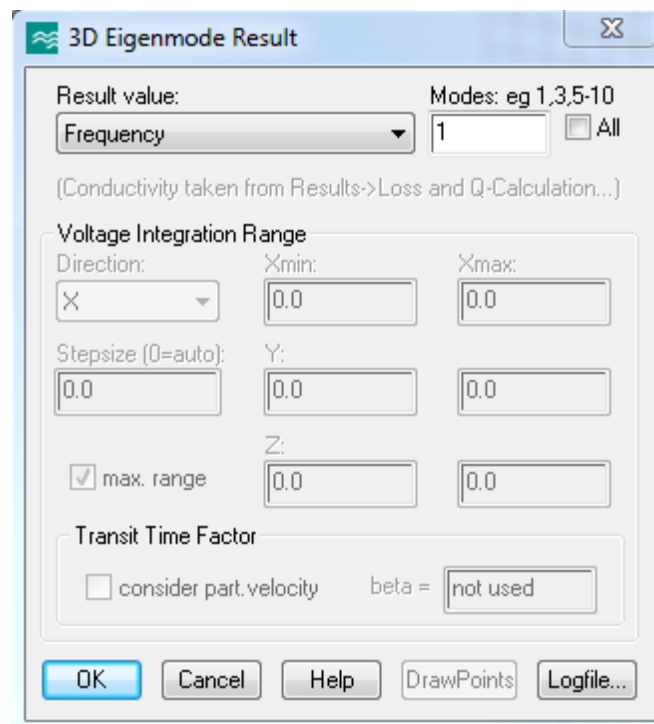 3D Eigenmode Result
Result value: Modes: eg 1,3,5-10
Frequency 1 All
(Conductivity taken from Results->Loss and Q-Calculation...)
Voltage Integration Range
Direction: Xmin: Xmax:
X 0.0 0.0
Stepsize (0=auto): Y:
0.0 0.0 0.0
Z:
max. range 0.0 0.0
Transit Time Factor
consider part.velocity beta = not used
OK Cancel Help DrawPoints Logfile...